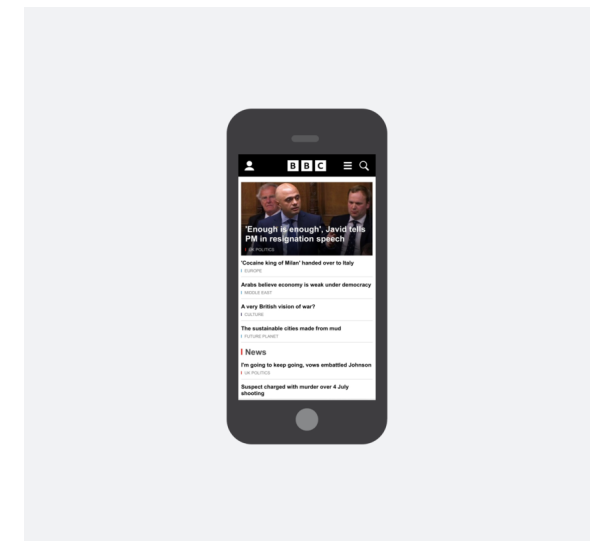 BBC
'Enough is enough', Javid tells
PM in resignation speech
UK POLITICS
'Cocaine king of Milan' handed over to Italy
EUROPE
Arabs believe economy is weak under democracy
MIDDLE EAST
A very British vision of war?
CULTURE
The sustainable cities made from mud
FUTURE PLANET
News
I'm going to keep going, vows embattled Johnson
UK POLITICS
Suspect charged with murder over 4 July
shooting